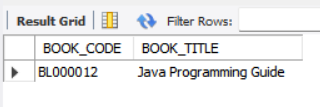 Result Grid Filter Rows:
BOOK_CODE BOOK_TITLE
BL000012 Java Programming Guide